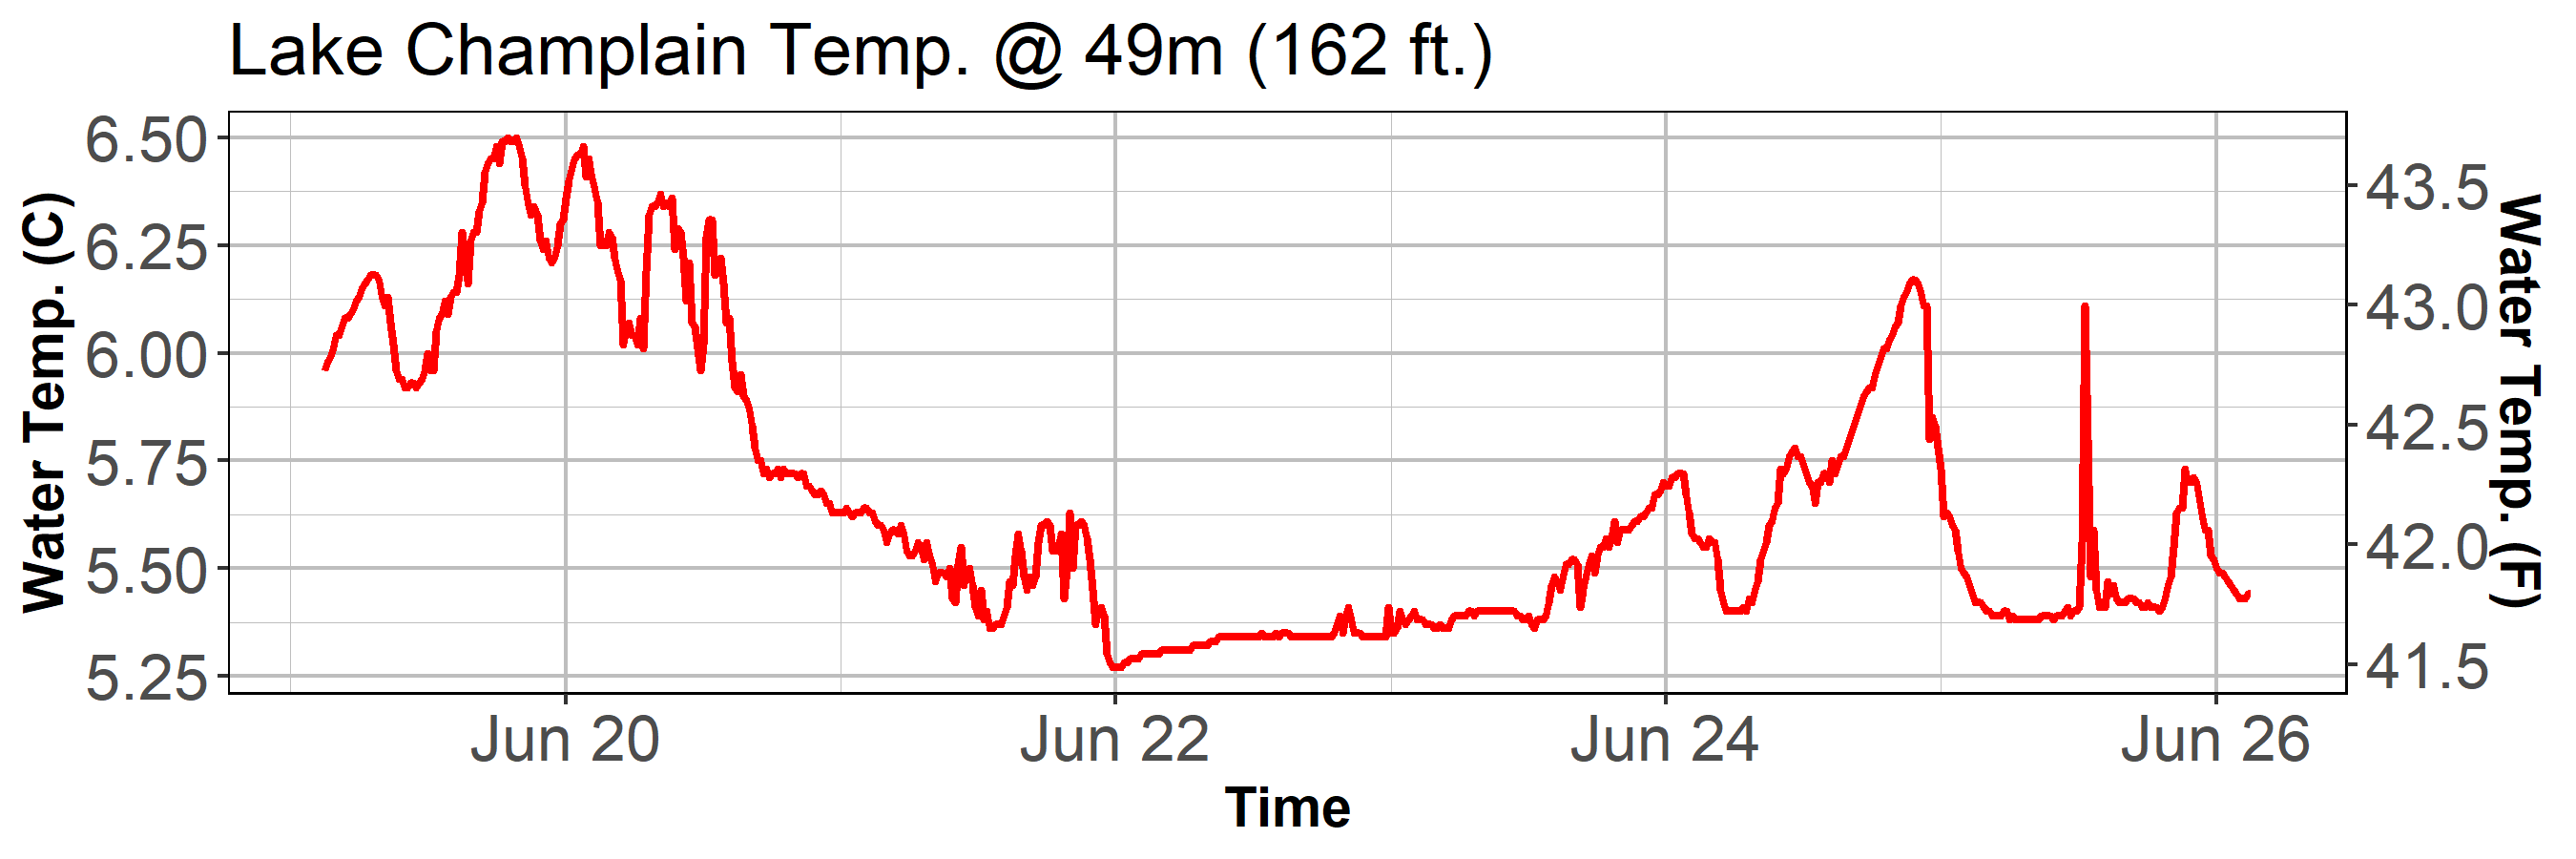 Lake Champlain Temp. @ 49m (162 ft.)
Water Temp. (C)
6.50
6.25
6.00
5.75
5.50
5.25
43.5
43.0
42.5
42.0
41.5
Water Temp. (F)
Jun 20 Jun 22 Jun 24 Jun 26
Time